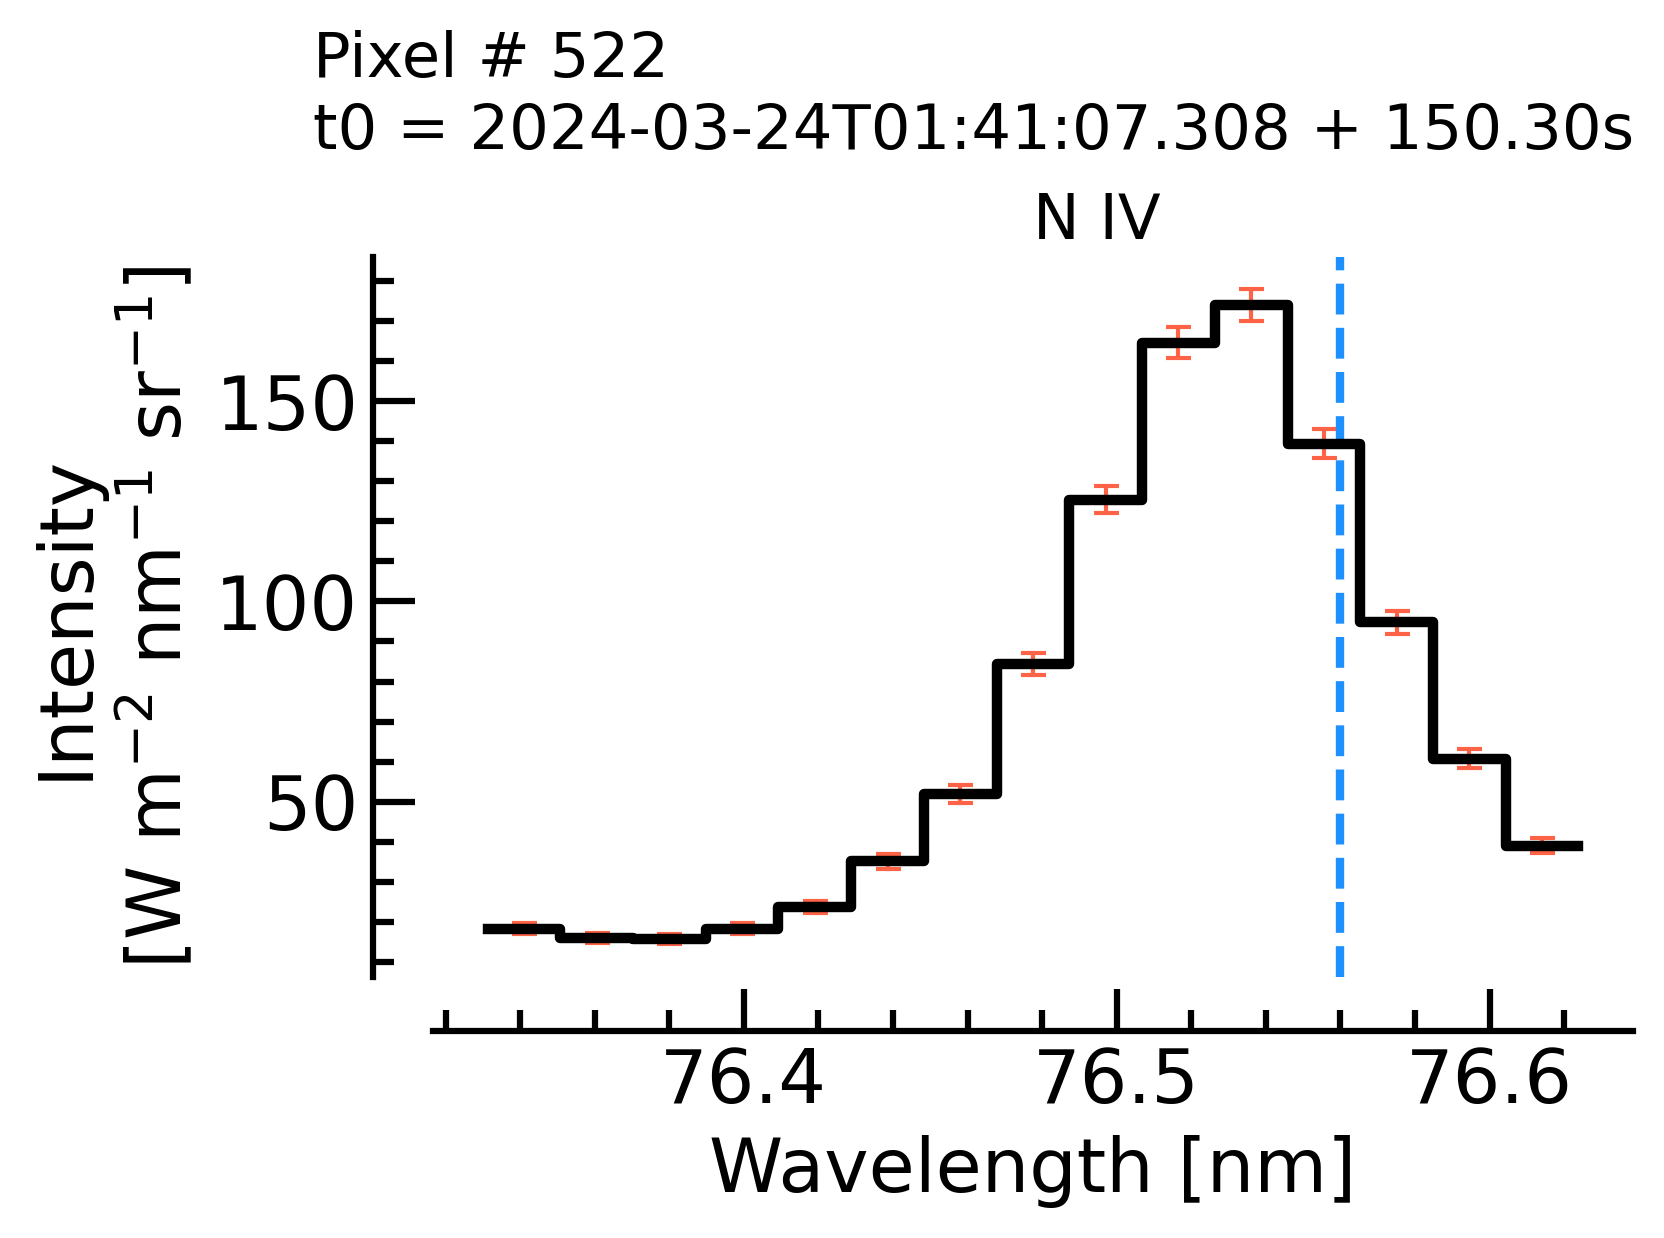 Pixel # 522
t0 = 2024-03-24T01:41:07.308 + 150.30s
N IV
Intensity
[W m⁻² nm⁻¹ sr⁻¹]
150
100
50
76.4 76.5 76.6
Wavelength [nm]